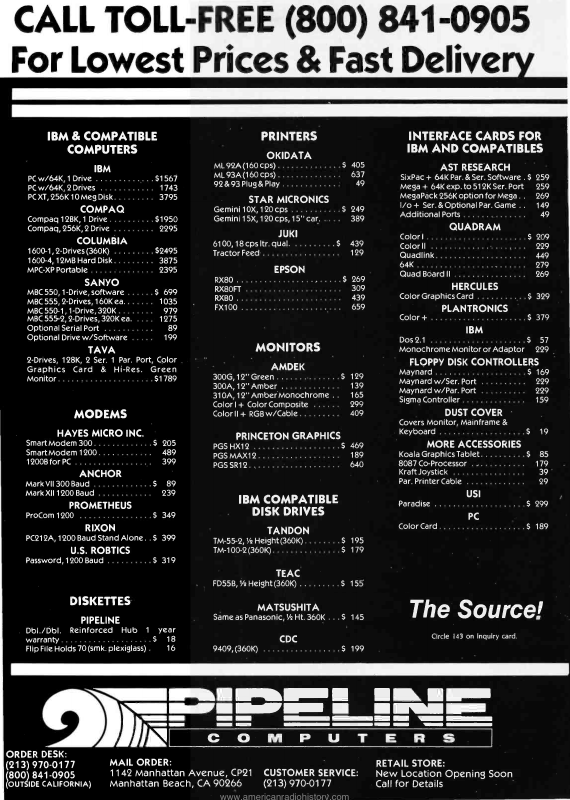 CALL TOLL-FREE (800) 841-0905
For Lowest Prices & Fast Delivery
IBM & COMPATIBLE
COMPUTERS
IBM
PC w/64K, 1 Drive . . . . . . . . . . . . . $1567
PC w/64K, 2 Drives . . . . . . . . . . . . 1743
PC XT, 256K 10 Meg Disk . . . . . . . . 3795
COMPAQ
Compaq 128K, 1 Drive . . . . . . . . . $1950
Compaq, 256K, 2 Drive . . . . . . . . . 2295
COLUMBIA
1600-1, 2-Drives (360K) . . . . . . . . $2495
1600-4, 12MB Hard Disk . . . . . . . . 3875
MPC-XP Portable . . . . . . . . . . . . . 2395
SANYO
MBC 550, 1-Drive, software . . . . . $ 699
MBC 555, 2-Drives, 160K ea. . . . . . 1035
MBC 550-1, 1-Drive, 320K . . . . . . . 979
MBC 555-2, 2-Drives, 320K ea. . . . . 1275
Optional Serial Port . . . . . . . . . . . 89
Optional Drive w/Software . . . . . . 199
TAVA
2-Drives, 128K, 2 Ser. 1 Par. Port, Color
Graphics Card & Hi-Res. Green
Monitor . . . . . . . . . . . . . . . . . . . $1789
MODEMS
HAYES MICRO INC.
Smart Modem 300 . . . . . . . . . . . $ 205
Smart Modem 1200 . . . . . . . . . . . 489
1200B for PC . . . . . . . . . . . . . . . . 399
ANCHOR
Mark VII 300 Baud . . . . . . . . . . . $ 89
Mark XII 1200 Baud . . . . . . . . . . . 239
PROMETHEUS
ProCom 1200 . . . . . . . . . . . . . . . $ 349
RIXON
PC212A, 1200 Baud Stand Alone . . $ 399
U.S. ROBTICS
Password, 1200 Baud . . . . . . . . . $ 319
DISKETTES
PIPELINE
Dbl./Dbl. Reinforced Hub 1 year
warranty . . . . . . . . . . . . . . . . . . $ 18
Flip File Holds 70 (smk. plexiglass) . 16
PRINTERS
OKIDATA
ML 92A (160 cps) . . . . . . . . . . . . $ 405
ML 93A (160 cps) . . . . . . . . . . . . 637
92 & 93 Plug & Play . . . . . . . . . . . 49
STAR MICRONICS
Gemini 10X, 120 cps . . . . . . . . . . $ 249
Gemini 15X, 120 cps, 15" car. . . . . 389
JUKI
6100, 18 cps ltr. qual. . . . . . . . . . $ 439
Tractor Feed . . . . . . . . . . . . . . . . 129
EPSON
RX80 . . . . . . . . . . . . . . . . . . . . . $ 269
RX80FT . . . . . . . . . . . . . . . . . . . 309
RX80 . . . . . . . . . . . . . . . . . . . . . 439
FX100 . . . . . . . . . . . . . . . . . . . . 659
MONITORS
AMDEK
300G, 12" Green . . . . . . . . . . . . . $ 129
300A, 12" Amber . . . . . . . . . . . . . 139
310A, 12" Amber Monochrome . . 165
Color I + Color Composite . . . . . . 299
Color II + RGB w/Cable . . . . . . . . 409
PRINCETON GRAPHICS
PGS HX12 . . . . . . . . . . . . . . . . . $ 469
PGS MAX12 . . . . . . . . . . . . . . . . 189
PGS SR12 . . . . . . . . . . . . . . . . . . 640
IBM COMPATIBLE
DISK DRIVES
TANDON
TM-55-2, ½ Height (360K) . . . . . . $ 195
TM-100-2 (360K) . . . . . . . . . . . . . $ 179
TEAC
FD55B, ½ Height (360K) . . . . . . . . $ 155
MATSUSHITA
Same as Panasonic, ½ Ht. 360K . . . $ 145
CDC
9409, (360K) . . . . . . . . . . . . . . . $ 199
INTERFACE CARDS FOR
IBM AND COMPATIBLES
AST RESEARCH
SixPac + 64K Par. & Ser. Software . $ 259
Mega + 64K exp. to 512K Ser. Port 259
MegaPack 256K option for Mega . . 269
I/o + Ser. & Optional Par. Game . . 149
Additional Ports . . . . . . . . . . . . . 49
QUADRAM
Color I . . . . . . . . . . . . . . . . . . . . $ 209
Color II . . . . . . . . . . . . . . . . . . . 229
Quadlink . . . . . . . . . . . . . . . . . . 449
64K . . . . . . . . . . . . . . . . . . . . . . 279
Quad Board II . . . . . . . . . . . . . . . 269
HERCULES
Color Graphics Card . . . . . . . . . . $ 329
PLANTRONICS
Color + . . . . . . . . . . . . . . . . . . . $ 379
IBM
Dos 2.1 . . . . . . . . . . . . . . . . . . . $ 57
Monochrome Monitor or Adaptor 229
FLOPPY DISK CONTROLLERS
Maynard . . . . . . . . . . . . . . . . . . $ 169
Maynard w/Ser. Port . . . . . . . . . . 229
Maynard w/Par. Port . . . . . . . . . . 229
Sigma Controller . . . . . . . . . . . . . 159
DUST COVER
Covers Monitor, Mainframe &
Keyboard . . . . . . . . . . . . . . . . . . $ 19
MORE ACCESSORIES
Koala Graphics Tablet . . . . . . . . . $ 85
8087 Co-Processor . . . . . . . . . . . 179
Kraft Joystick . . . . . . . . . . . . . . . 39
Par. Printer Cable . . . . . . . . . . . . 29
USI
Paradise . . . . . . . . . . . . . . . . . . . $ 299
PC
Color Card . . . . . . . . . . . . . . . . . $ 189
The Source!
Circle 143 on Inquiry card.
PIPELINE
COMPUTERS
ORDER DESK:
(213) 970-0177
(800) 841-0905
(OUTSIDE CALIFORNIA)
MAIL ORDER:
1142 Manhattan Avenue, CP21
Manhattan Beach, CA 90266
CUSTOMER SERVICE:
(213) 970-0177
RETAIL STORE:
New Location Opening Soon
Call for Details
www.americanradiohistory.com